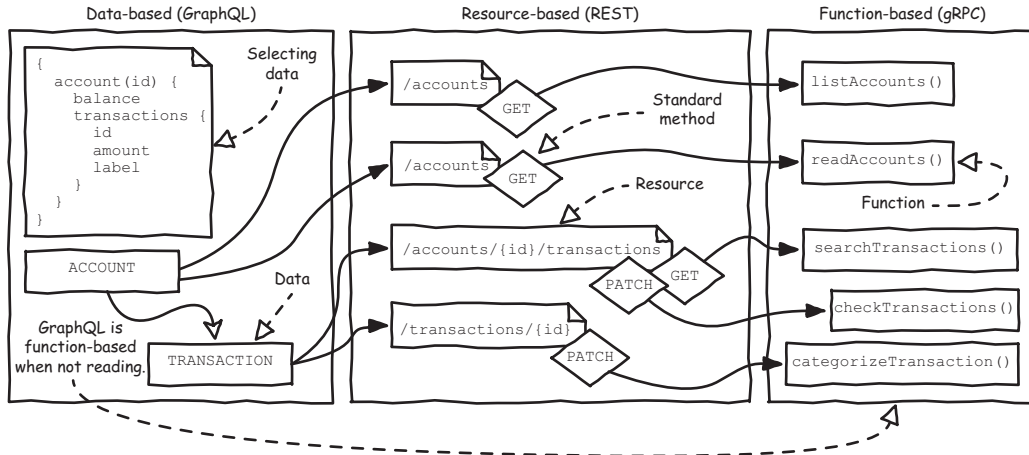 Data-based (GraphQL)
{
account(id) {
balance
transactions {
id
amount
label
}
}
}
Selecting
data
ACCOUNT
Data
GraphQL is
function-based
when not reading.
TRANSACTION
Resource-based (REST)
/accounts
GET
Standard
method
/accounts
GET
Resource
/accounts/{id}/transactions
PATCH
GET
/transactions/{id}
PATCH
Function-based (gRPC)
listAccounts()
readAccounts()
Function
searchTransactions()
checkTransactions()
categorizeTransaction()